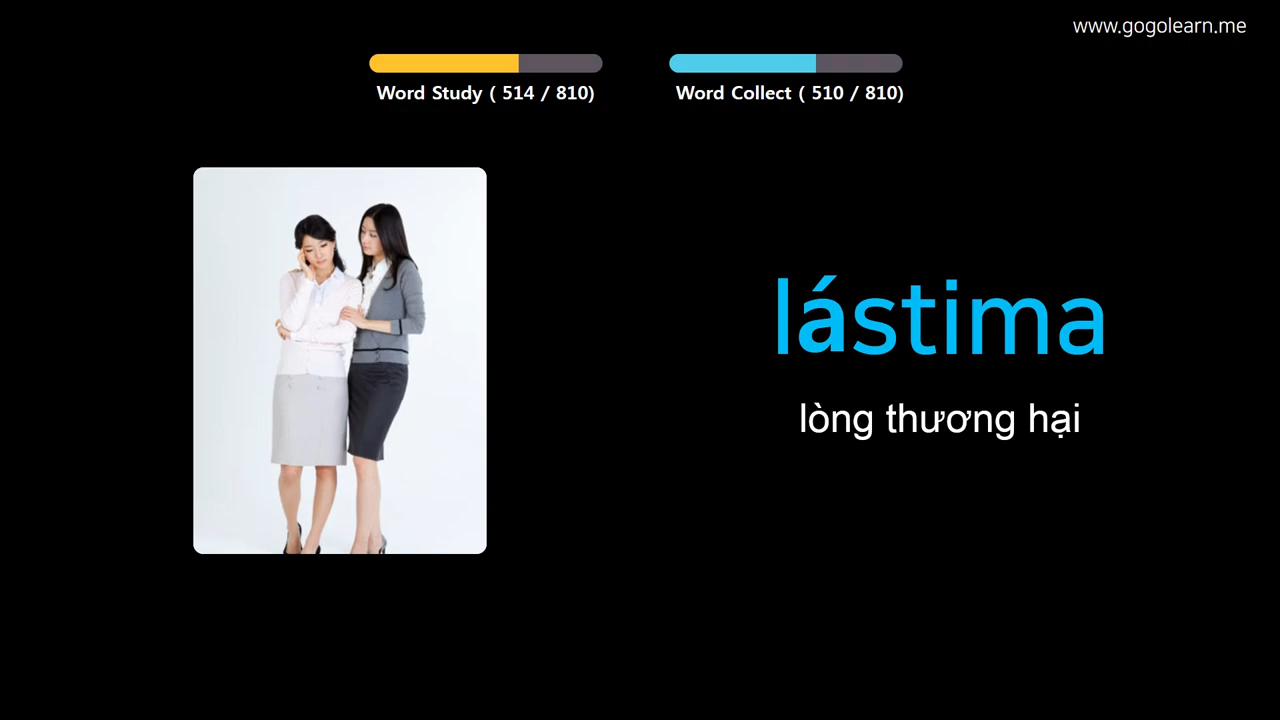 www.gogolearn.me
Word Study ( 514 / 810)
Word Collect ( 510 / 810)
lástima
lòng thương hại